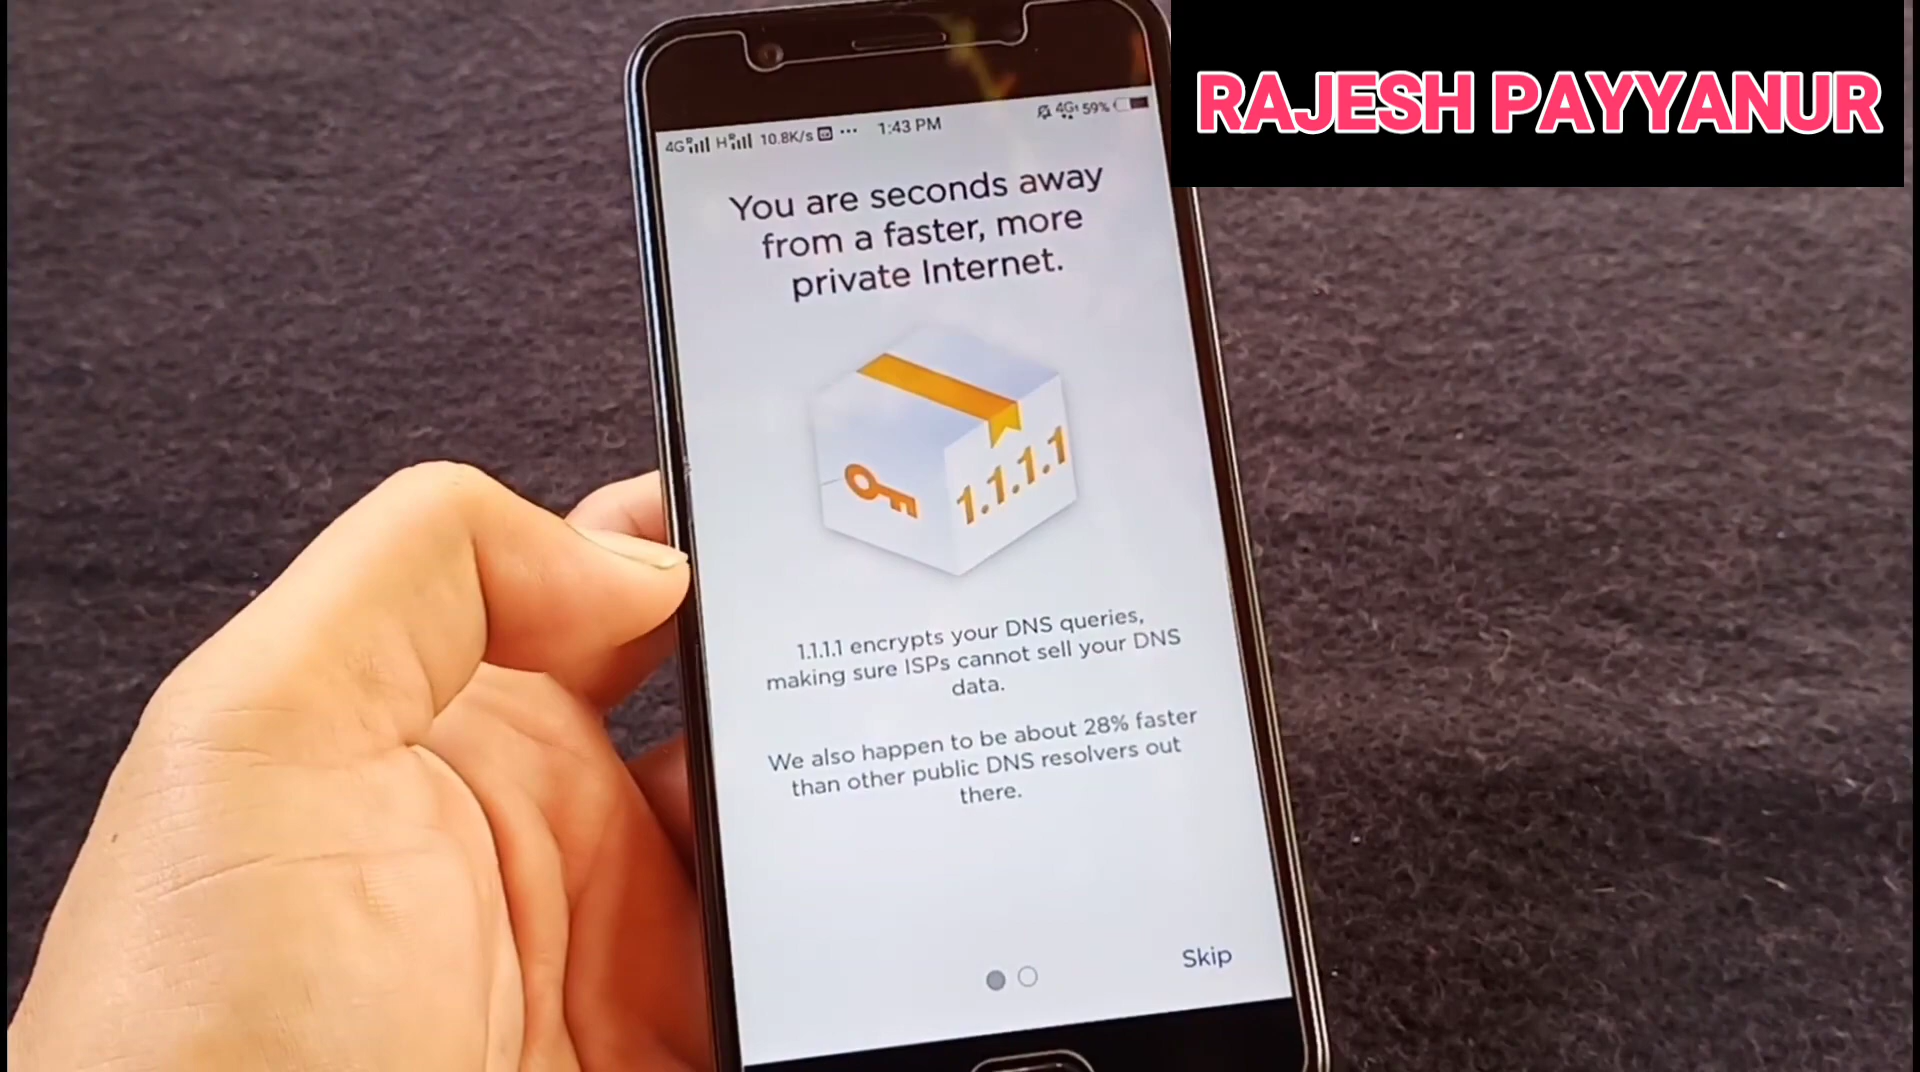 RAJESH PAYYANUR
4G R H R 10.8K/s ... 1:43 PM 4G 59%
You are seconds away
from a faster, more
private Internet.
1.1.1.1
1.1.1.1 encrypts your DNS queries,
making sure ISPs cannot sell your DNS
data.
We also happen to be about 28% faster
than other public DNS resolvers out
there.
Skip